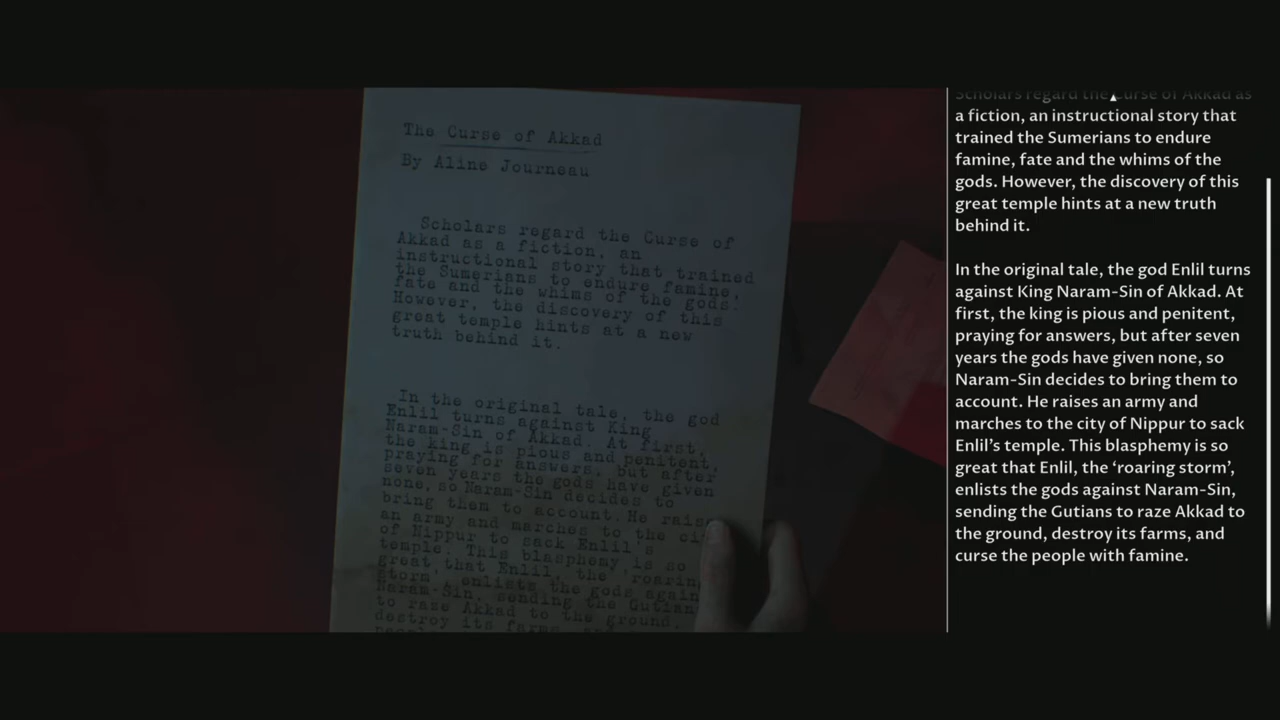 The Curse of Akkad
By Aline Journeau
Scholars regard the Curse of
Akkad as a fiction, an
instructional story that trained
the Sumerians to endure famine,
fate and the whims of the gods.
However, the discovery of this
great temple hints at a new
truth behind it.
In the original tale, the god
Enlil turns against King
Naram-Sin of Akkad. At first,
the king is pious and penitent,
praying for answers, but after
seven years the gods have given
none, so Naram-Sin decides to
bring them to account. He rais
an army and marches to the ci
of Nippur to sack Enlil's
temple. This blasphemy is so
great that Enlil, the 'roaring
storm', enlists the gods again
Naram-Sin, sending the Gutian
to raze Akkad to the ground,
destroy its farms, and
Scholars regard the Curse of Akkad as
a fiction, an instructional story that
trained the Sumerians to endure
famine, fate and the whims of the
gods. However, the discovery of this
great temple hints at a new truth
behind it.
In the original tale, the god Enlil turns
against King Naram-Sin of Akkad. At
first, the king is pious and penitent,
praying for answers, but after seven
years the gods have given none, so
Naram-Sin decides to bring them to
account. He raises an army and
marches to the city of Nippur to sack
Enlil’s temple. This blasphemy is so
great that Enlil, the ‘roaring storm’,
enlists the gods against Naram-Sin,
sending the Gutians to raze Akkad to
the ground, destroy its farms, and
curse the people with famine.